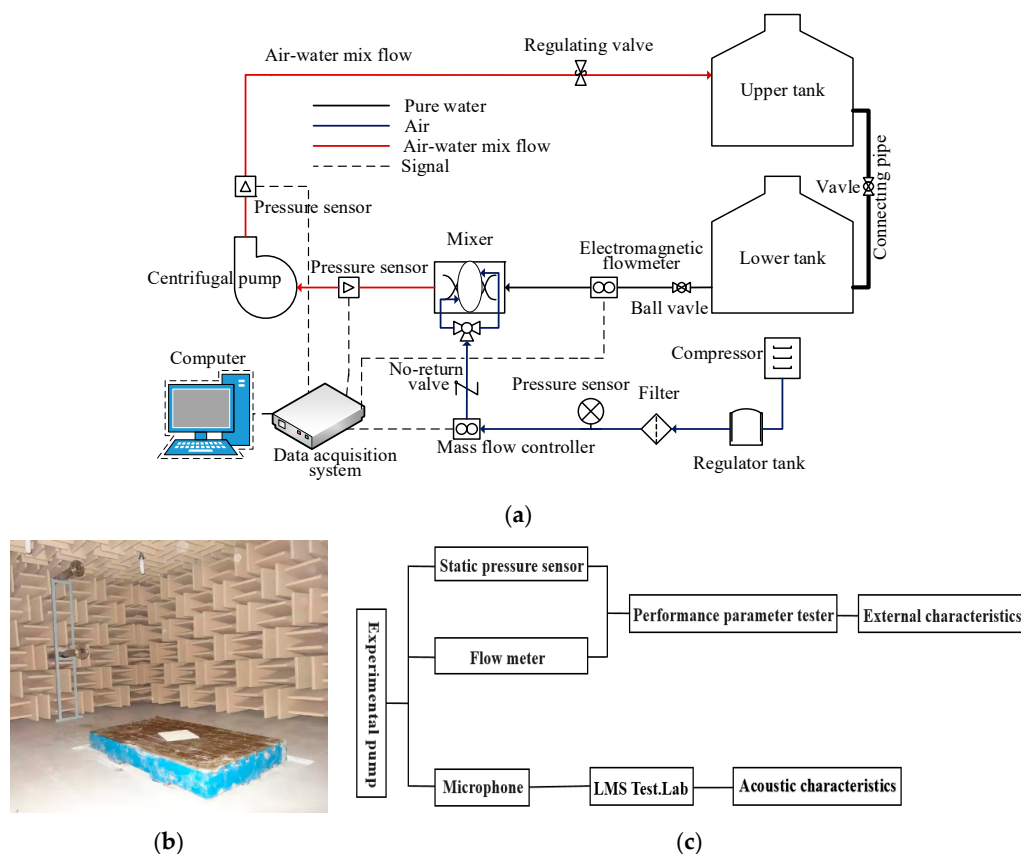 Air-water mix flow
Regulating valve
Upper tank
Pure water
Air
Air-water mix flow
Signal
Connecting pipe
Vavle
Pressure sensor
Mixer
Electromagnetic
flowmeter
Lower tank
Centrifugal pump
Pressure sensor
Ball vavle
Computer
No-return
valve
Pressure sensor
Filter
Compressor
Data acquisition
system
Mass flow controller
Regulator tank
(a)
Static pressure sensor
Experimental pump
Performance parameter tester
External characteristics
Flow meter
Microphone
LMS Test.Lab
Acoustic characteristics
(b)
(c)